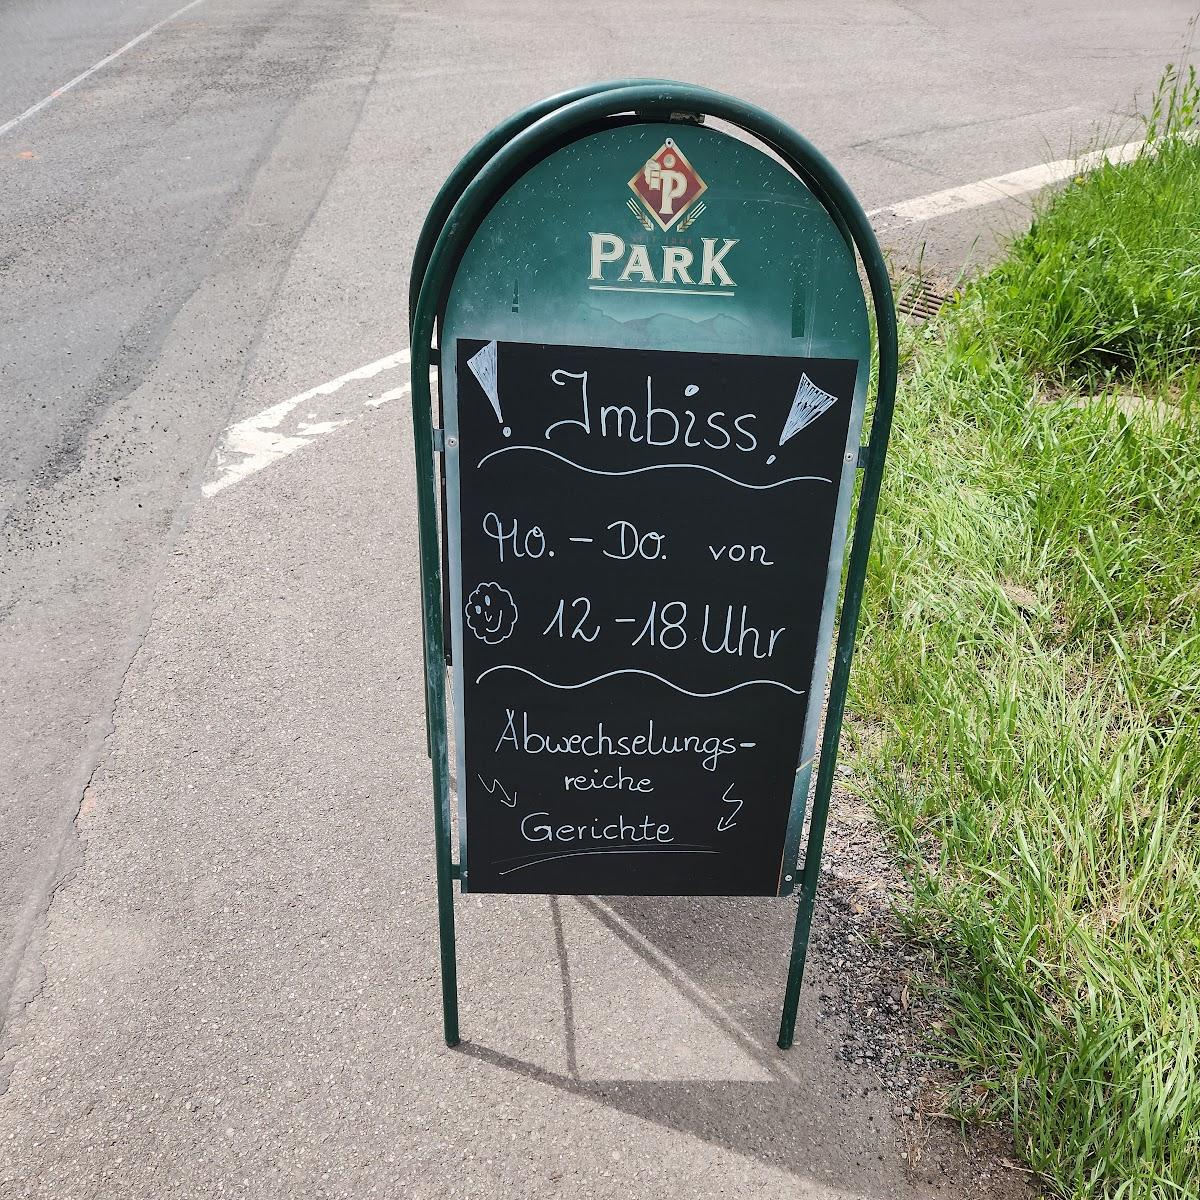 P
PARK
! Imbiss !
Mo. - Do. von
12 - 18 Uhr
Abwechselungs-
reiche
Gerichte